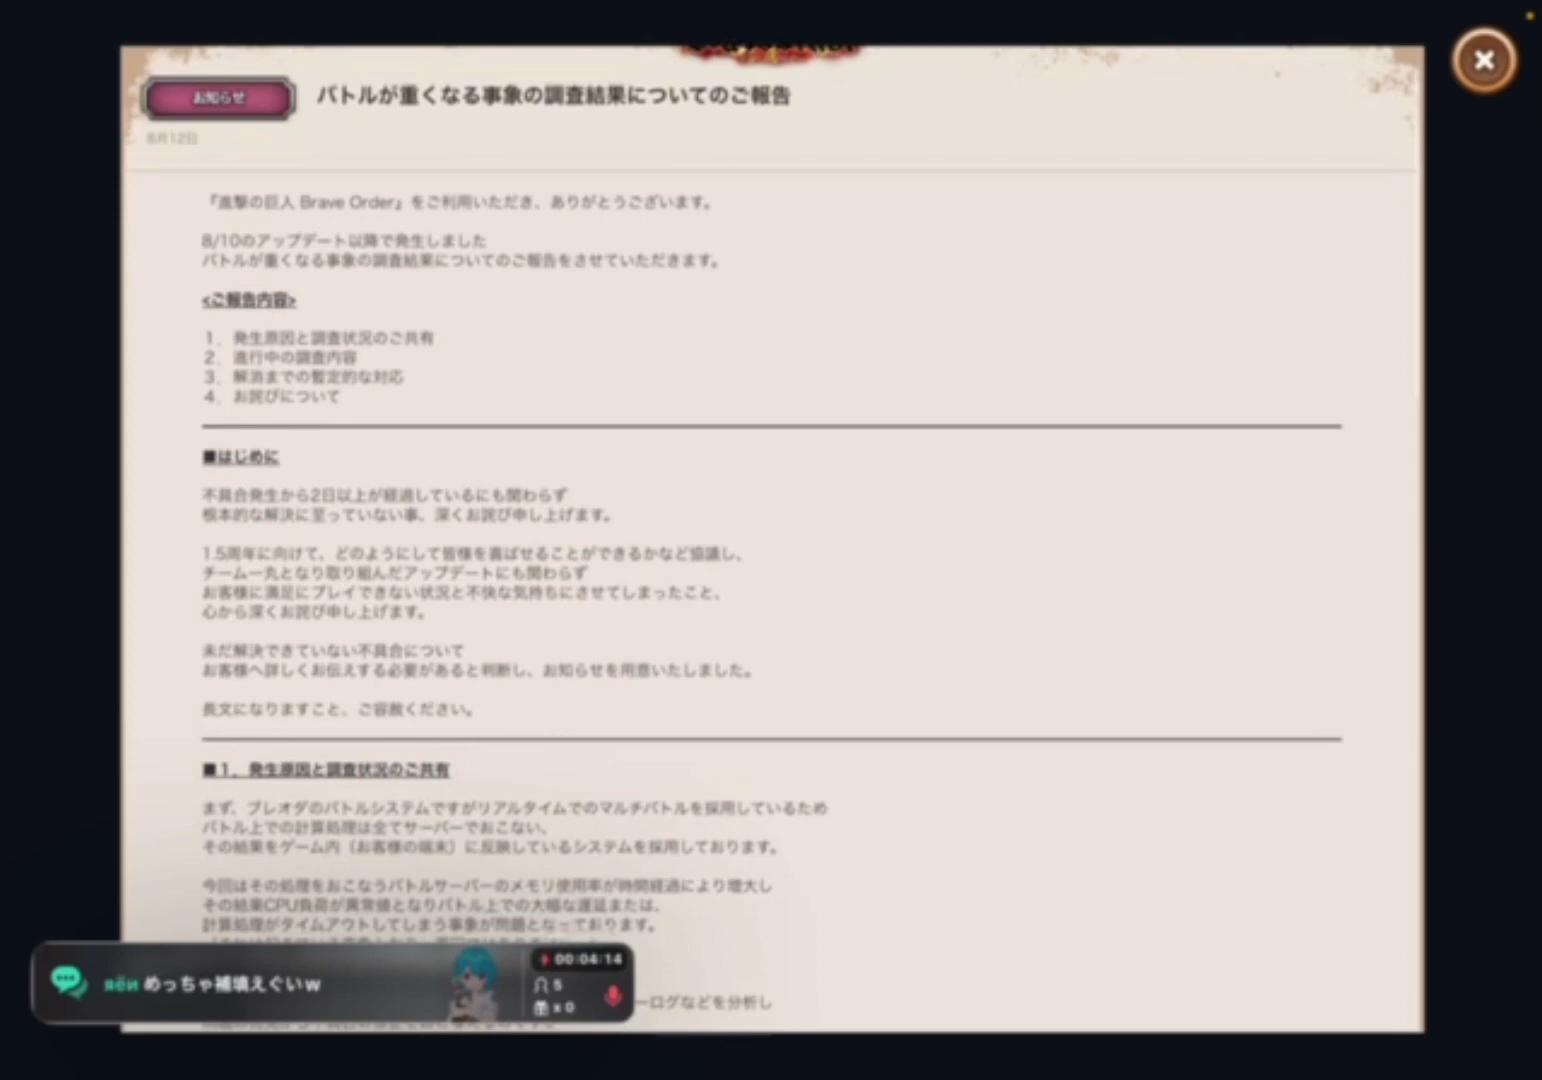 お知らせ
バトルが重くなる事象の調査結果についてのご報告
8月12日
『進撃の巨人 Brave Order』をご利用いただき、ありがとうございます。
8/10のアップデート以降で発生しました
バトルが重くなる事象の調査結果についてのご報告をさせていただきます。
<ご報告内容>
１．発生原因と調査状況のご共有
２．進行中の調査内容
３．解消までの暫定的な対応
４．お詫びについて
■はじめに
不具合発生から2日以上が経過しているにも関わらず
根本的な解決に至っていない事、深くお詫び申し上げます。
1.5周年に向けて、どのようにして皆様を喜ばせることができるかなど協議し、
チーム一丸となり取り組んだアップデートにも関わらず
お客様に満足にプレイできない状況と不快な気持ちにさせてしまったこと、
心から深くお詫び申し上げます。
未だ解決できていない不具合について
お客様へ詳しくお伝えする必要があると判断し、お知らせを用意いたしました。
長文になりますこと、ご容赦ください。
■１．発生原因と調査状況のご共有
まず、ブレオダのバトルシステムですがリアルタイムでのマルチバトルを採用しているため
バトル上での計算処理は全てサーバーでおこない、
その結果をゲーム内（お客様の端末）に反映しているシステムを採用しております。
今回はその処理をおこなうバトルサーバーのメモリ使用率が時間経過により増大し
その結果CPU負荷が異常値となりバトル上での大幅な遅延または、
計算処理がタイムアウトしてしまう事象が問題となっております。
ーログなどを分析し
яёи めっちゃ補填えぐいｗ
00:04:14
5
x 0